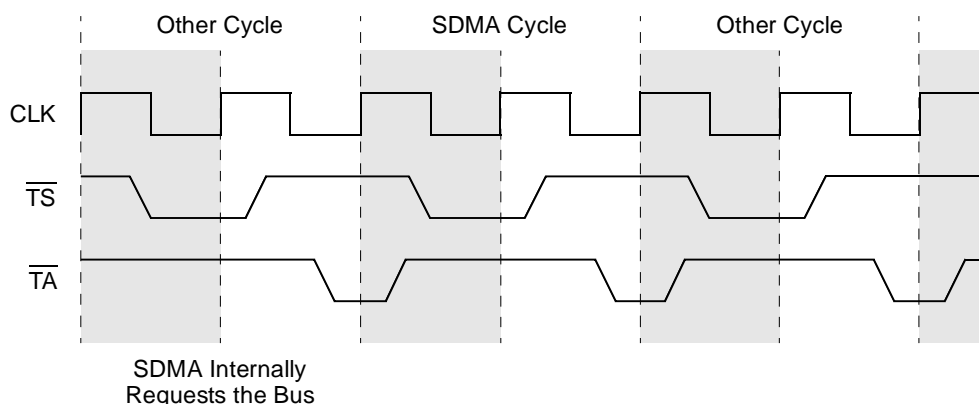 Other Cycle
SDMA Cycle
Other Cycle
CLK
TS
TA
SDMA Internally
Requests the Bus